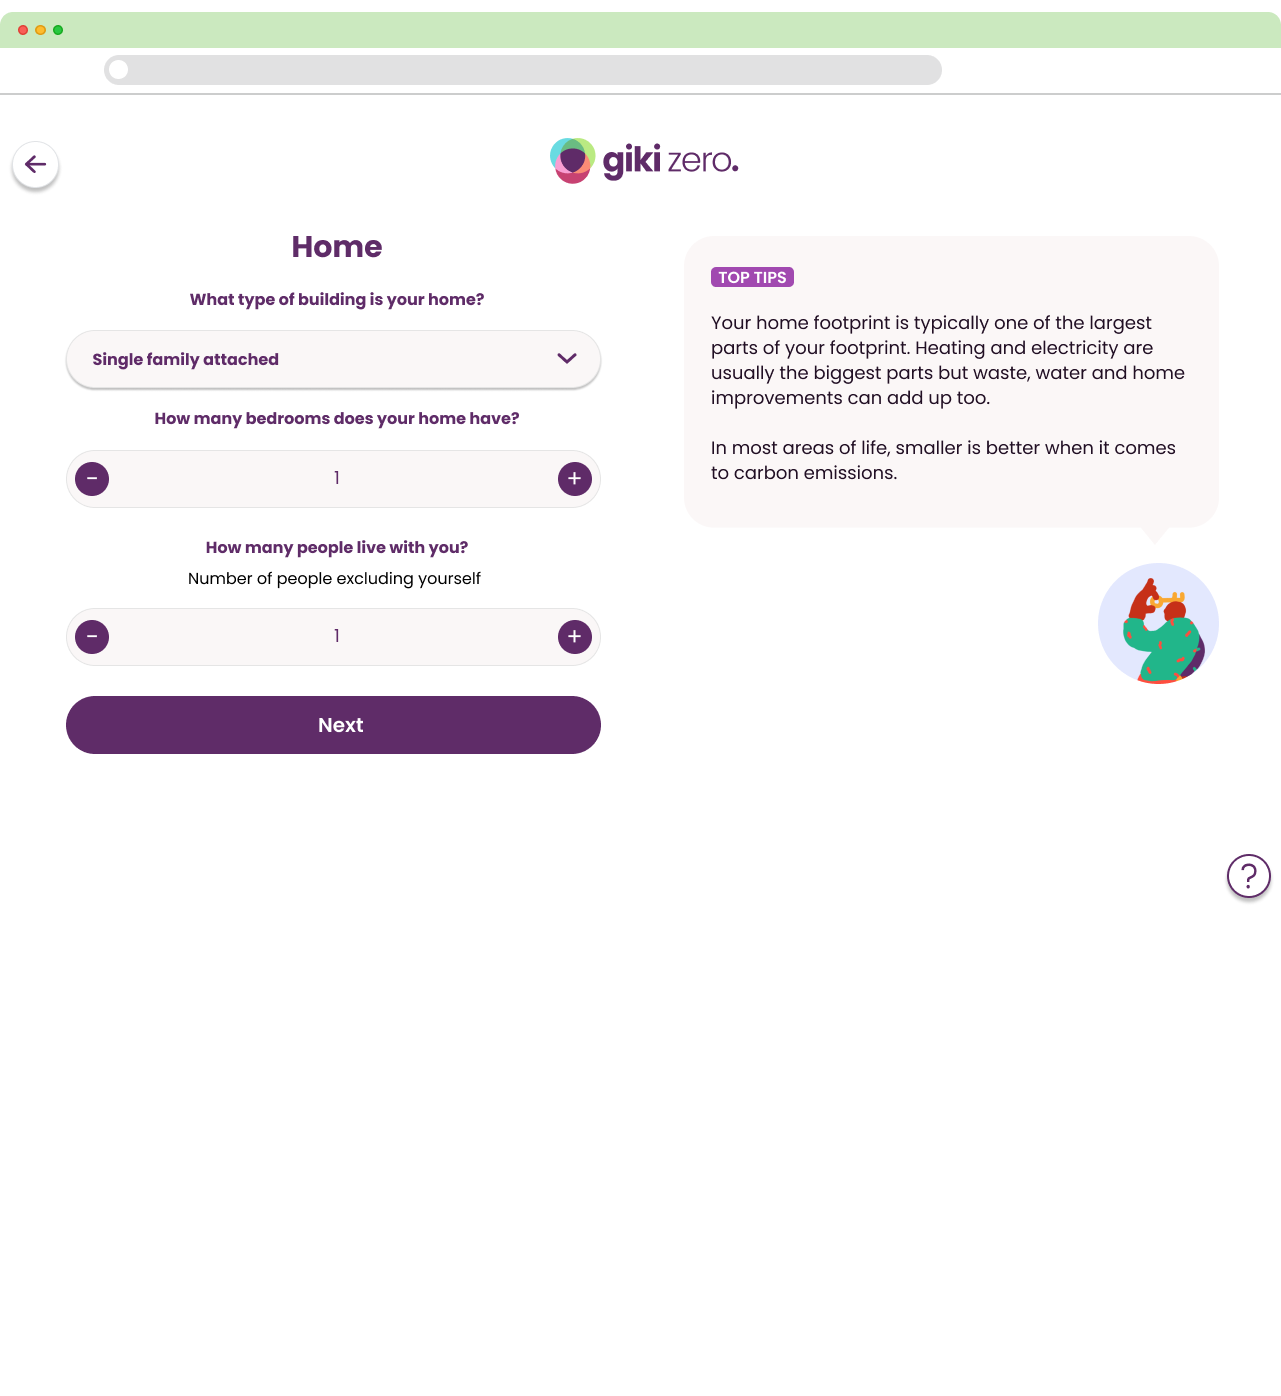 giki zero.
Home
What type of building is your home?
Single family attached
How many bedrooms does your home have?
− 1 +
How many people live with you?
Number of people excluding yourself
− 1 +
Next
TOP TIPS
Your home footprint is typically one of the largest
parts of your footprint. Heating and electricity are
usually the biggest parts but waste, water and home
improvements can add up too.
In most areas of life, smaller is better when it comes
to carbon emissions.
?